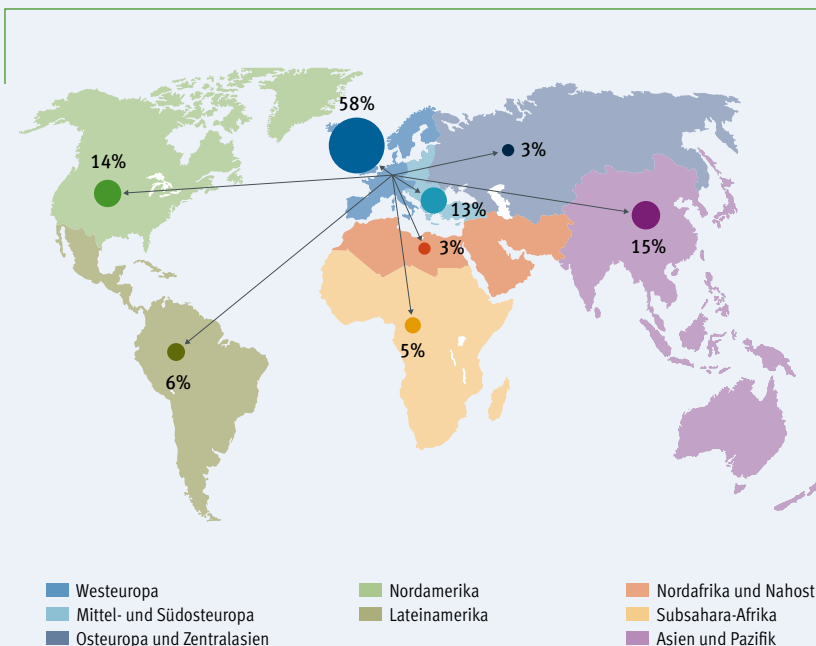 58%
14%
3%
13%
15%
3%
5%
6%
Westeuropa
Mittel- und Südosteuropa
Osteuropa und Zentralasien
Nordamerika
Lateinamerika
Nordafrika und Nahost
Subsahara-Afrika
Asien und Pazifik